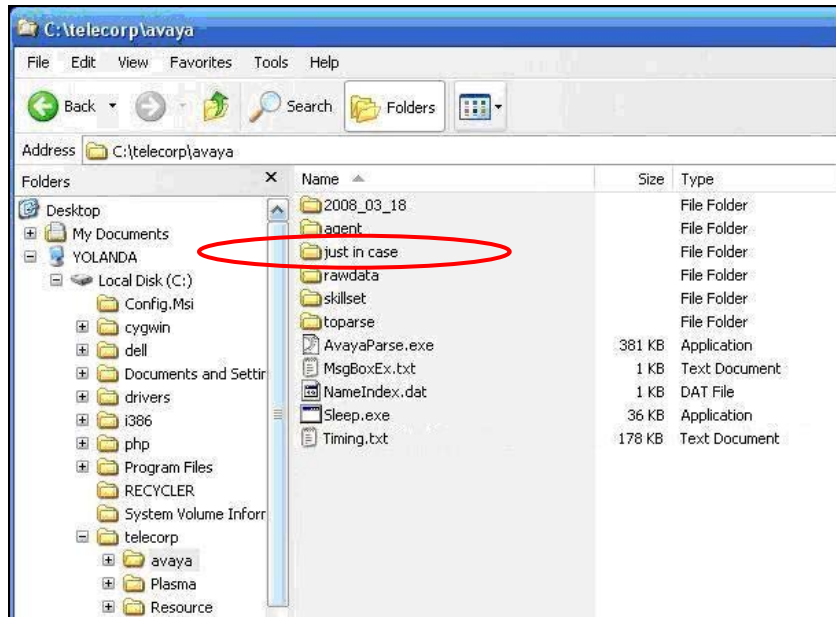 C:\telecorp\avaya
File Edit View Favorites Tools Help
Back Search Folders
Address C:\telecorp\avaya
Folders X Name Size Type
Desktop
My Documents
YOLANDA
Local Disk (C:)
Config.Msi
cygwin
dell
Documents and Settir
drivers
i386
php
Program Files
RECYCLER
System Volume Inforr
telecorp
avaya
Plasma
Resource
2008_03_18 File Folder
agent File Folder
just in case File Folder
rawdata File Folder
skillset File Folder
toparse File Folder
AvayaParse.exe 381 KB Application
MsgBoxEx.txt 1 KB Text Document
NameIndex.dat 1 KB DAT File
Sleep.exe 36 KB Application
Timing.txt 178 KB Text Document